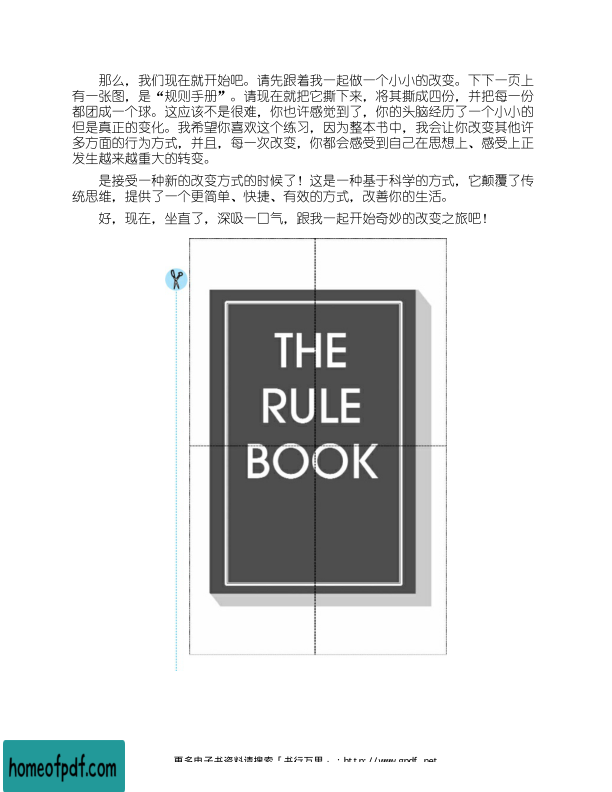 那么，我们现在就开始吧。请先跟着我一起做一个小小的改变。下下一页上
有一张图，是“规则手册”。请现在就把它撕下来，将其撕成四份，并把每一份
都团成一个球。这应该不是很难，你也许感觉到了，你的头脑经历了一个小小的
但是真正的变化。我希望你喜欢这个练习，因为整本书中，我会让你改变其他许
多方面的行为方式，并且，每一次改变，你都会感受到自己在思想上、感受上正
发生越来越重大的转变。
是接受一种新的改变方式的时候了！这是一种基于科学的方式，它颠覆了传
统思维，提供了一个更简单、快捷、有效的方式，改善你的生活。
好，现在，坐直了，深吸一口气，跟我一起开始奇妙的改变之旅吧！
THE
RULE
BOOK
更多电子书资料请搜索「书行万里」：http://www.gpdf.net
homeofpdf.com